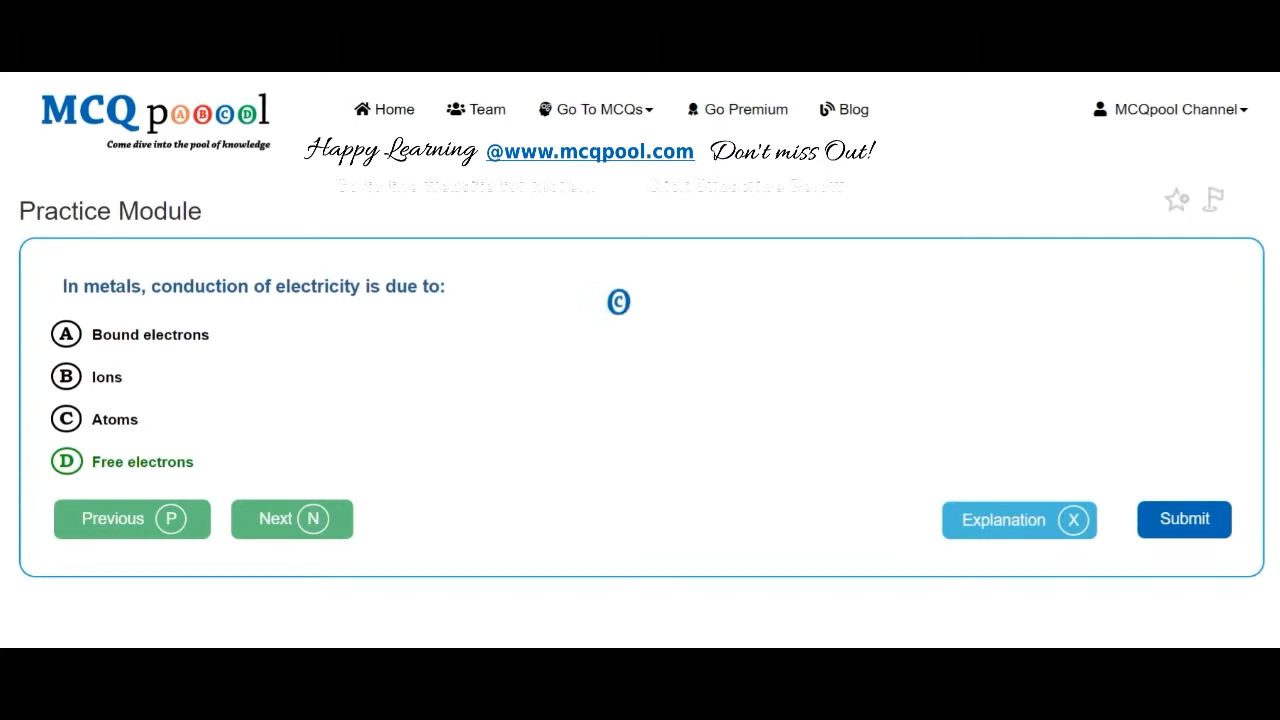 MCQ pooool
Come dive into the pool of knowledge
Home Team Go To MCQs Go Premium Blog MCQpool Channel
Happy Learning @www.mcqpool.com Don't miss Out!
Practice Module
In metals, conduction of electricity is due to:
C
A Bound electrons
B Ions
C Atoms
D Free electrons
Previous P Next N Explanation X Submit